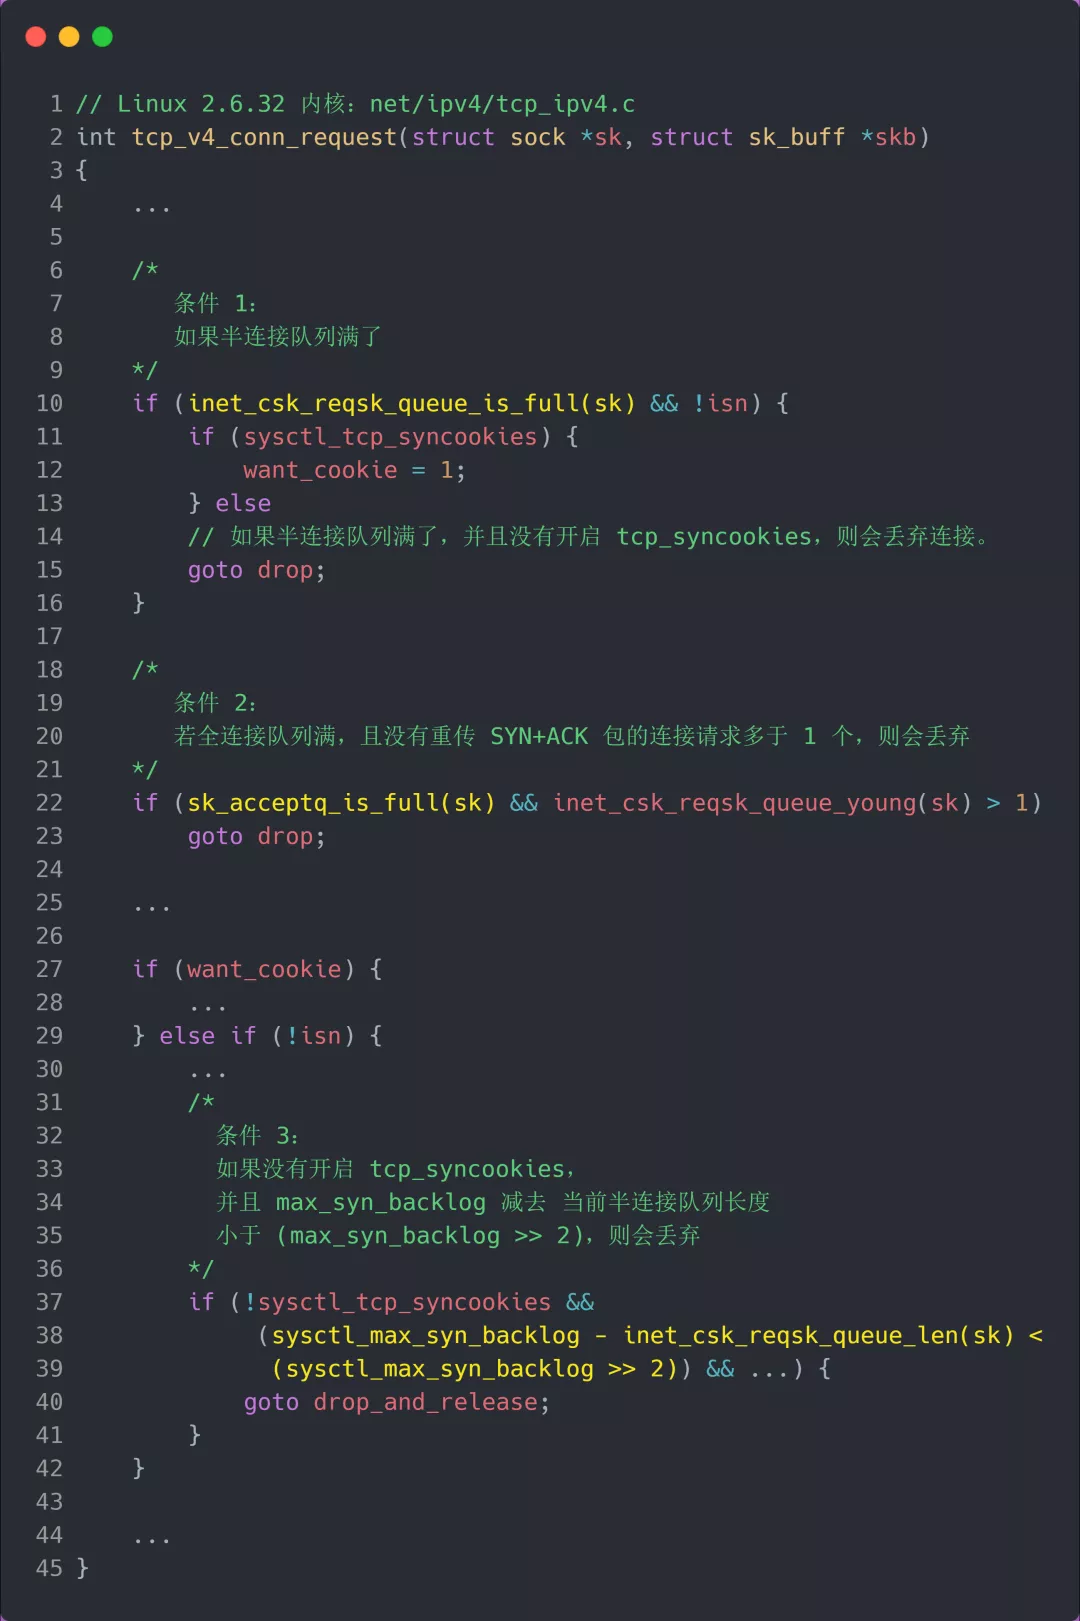 1 // Linux 2.6.32 内核：net/ipv4/tcp_ipv4.c
2 int tcp_v4_conn_request(struct sock *sk, struct sk_buff *skb)
3 {
4     ...
5
6     /*
7        条件 1：
8        如果半连接队列满了
9     */
10     if (inet_csk_reqsk_queue_is_full(sk) && !isn) {
11         if (sysctl_tcp_syncookies) {
12             want_cookie = 1;
13         } else
14         // 如果半连接队列满了，并且没有开启 tcp_syncookies，则会丢弃连接。
15         goto drop;
16     }
17
18     /*
19        条件 2：
20        若全连接队列满，且没有重传 SYN+ACK 包的连接请求多于 1 个，则会丢弃
21     */
22     if (sk_acceptq_is_full(sk) && inet_csk_reqsk_queue_young(sk) > 1)
23         goto drop;
24
25     ...
26
27     if (want_cookie) {
28         ...
29     } else if (!isn) {
30         ...
31         /*
32           条件 3：
33           如果没有开启 tcp_syncookies，
34           并且 max_syn_backlog 减去 当前半连接队列长度
35           小于 (max_syn_backlog >> 2)，则会丢弃
36         */
37         if (!sysctl_tcp_syncookies &&
38              (sysctl_max_syn_backlog - inet_csk_reqsk_queue_len(sk) <
39               (sysctl_max_syn_backlog >> 2)) && ...) {
40             goto drop_and_release;
41         }
42     }
43
44     ...
45 }